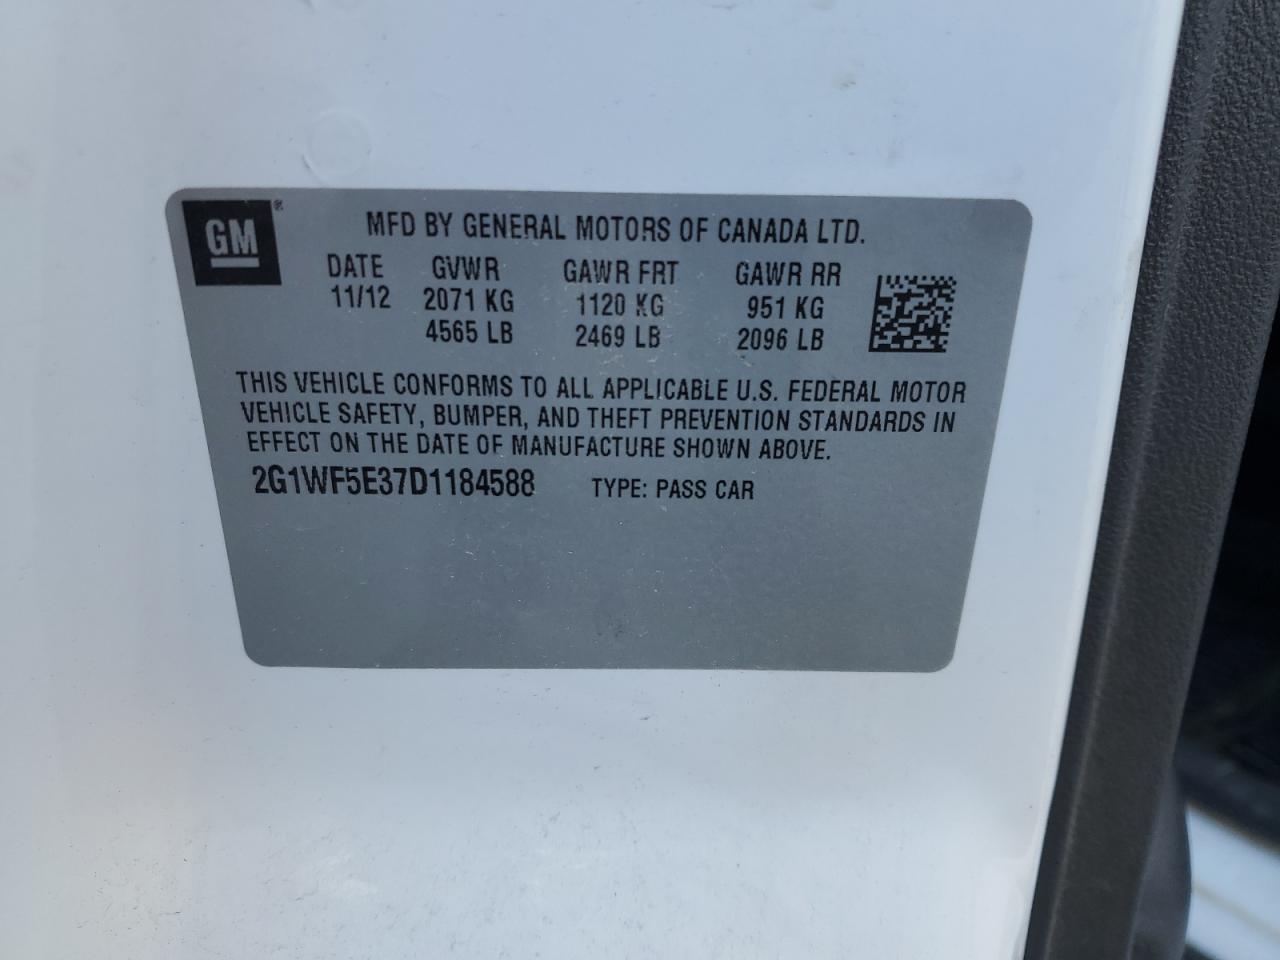 GM®
MFD BY GENERAL MOTORS OF CANADA LTD.
DATE GVWR GAWR FRT GAWR RR
11/12 2071 KG 1120 KG 951 KG
4565 LB 2469 LB 2096 LB
THIS VEHICLE CONFORMS TO ALL APPLICABLE U.S. FEDERAL MOTOR
VEHICLE SAFETY, BUMPER, AND THEFT PREVENTION STANDARDS IN
EFFECT ON THE DATE OF MANUFACTURE SHOWN ABOVE.
2G1WF5E37D1184588 TYPE: PASS CAR